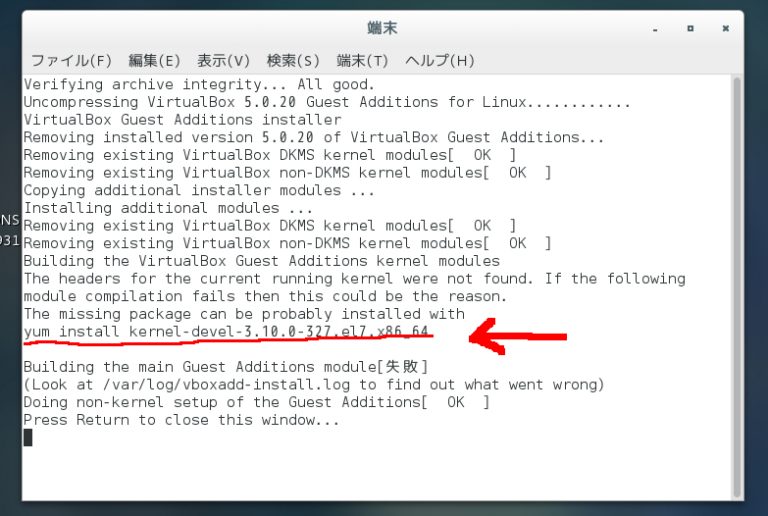 端末
ファイル(F) 編集(E) 表示(V) 検索(S) 端末(T) ヘルプ(H)
Verifying archive integrity... All good.
Uncompressing VirtualBox 5.0.20 Guest Additions for Linux............
VirtualBox Guest Additions installer
Removing installed version 5.0.20 of VirtualBox Guest Additions...
Removing existing VirtualBox DKMS kernel modules[  OK  ]
Removing existing VirtualBox non-DKMS kernel modules[  OK  ]
Copying additional installer modules ...
Installing additional modules ...
Removing existing VirtualBox DKMS kernel modules[  OK  ]
Removing existing VirtualBox non-DKMS kernel modules[  OK  ]
Building the VirtualBox Guest Additions kernel modules
The headers for the current running kernel were not found. If the following
module compilation fails then this could be the reason.
The missing package can be probably installed with
yum install kernel-devel-3.10.0-327.el7.x86_64
Building the main Guest Additions module[失敗]
(Look at /var/log/vboxadd-install.log to find out what went wrong)
Doing non-kernel setup of the Guest Additions[  OK  ]
Press Return to close this window...
NS
931